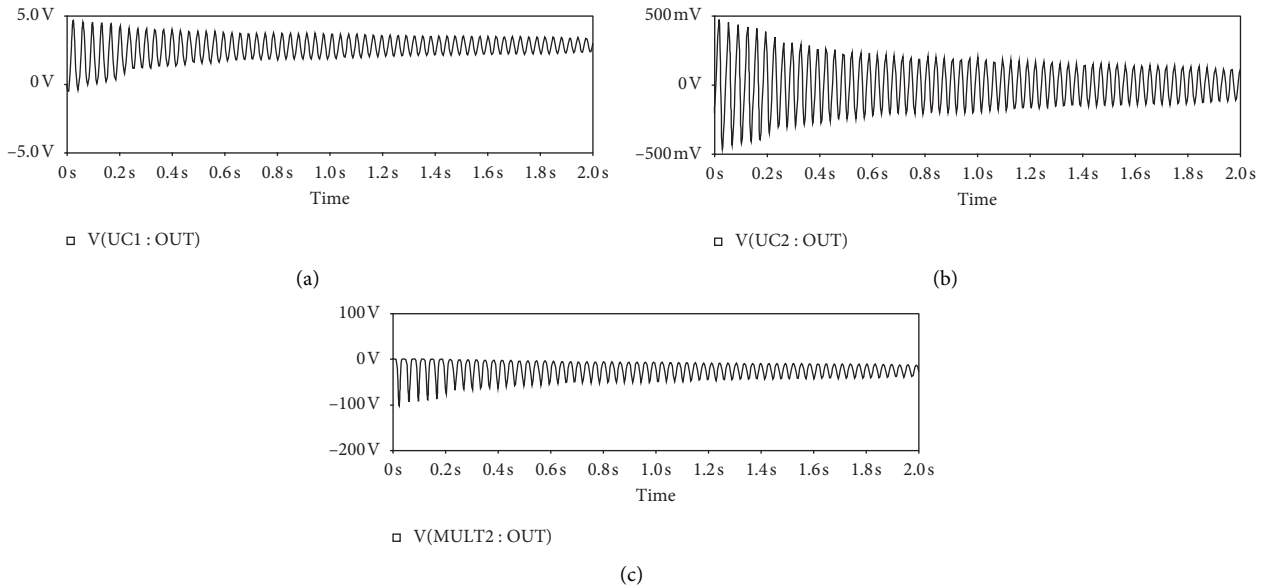 5.0 V
0 V
–5.0 V
0 s 0.2 s 0.4 s 0.6 s 0.8 s 1.0 s 1.2 s 1.4 s 1.6 s 1.8 s 2.0 s
Time
V(UC1 : OUT)
(a)
500 mV
0 V
–500 mV
0 s 0.2 s 0.4 s 0.6 s 0.8 s 1.0 s 1.2 s 1.4 s 1.6 s 1.8 s 2.0 s
Time
V(UC2 : OUT)
(b)
100 V
0 V
–100 V
–200 V
0 s 0.2 s 0.4 s 0.6 s 0.8 s 1.0 s 1.2 s 1.4 s 1.6 s 1.8 s 2.0 s
Time
V(MULT2 : OUT)
(c)